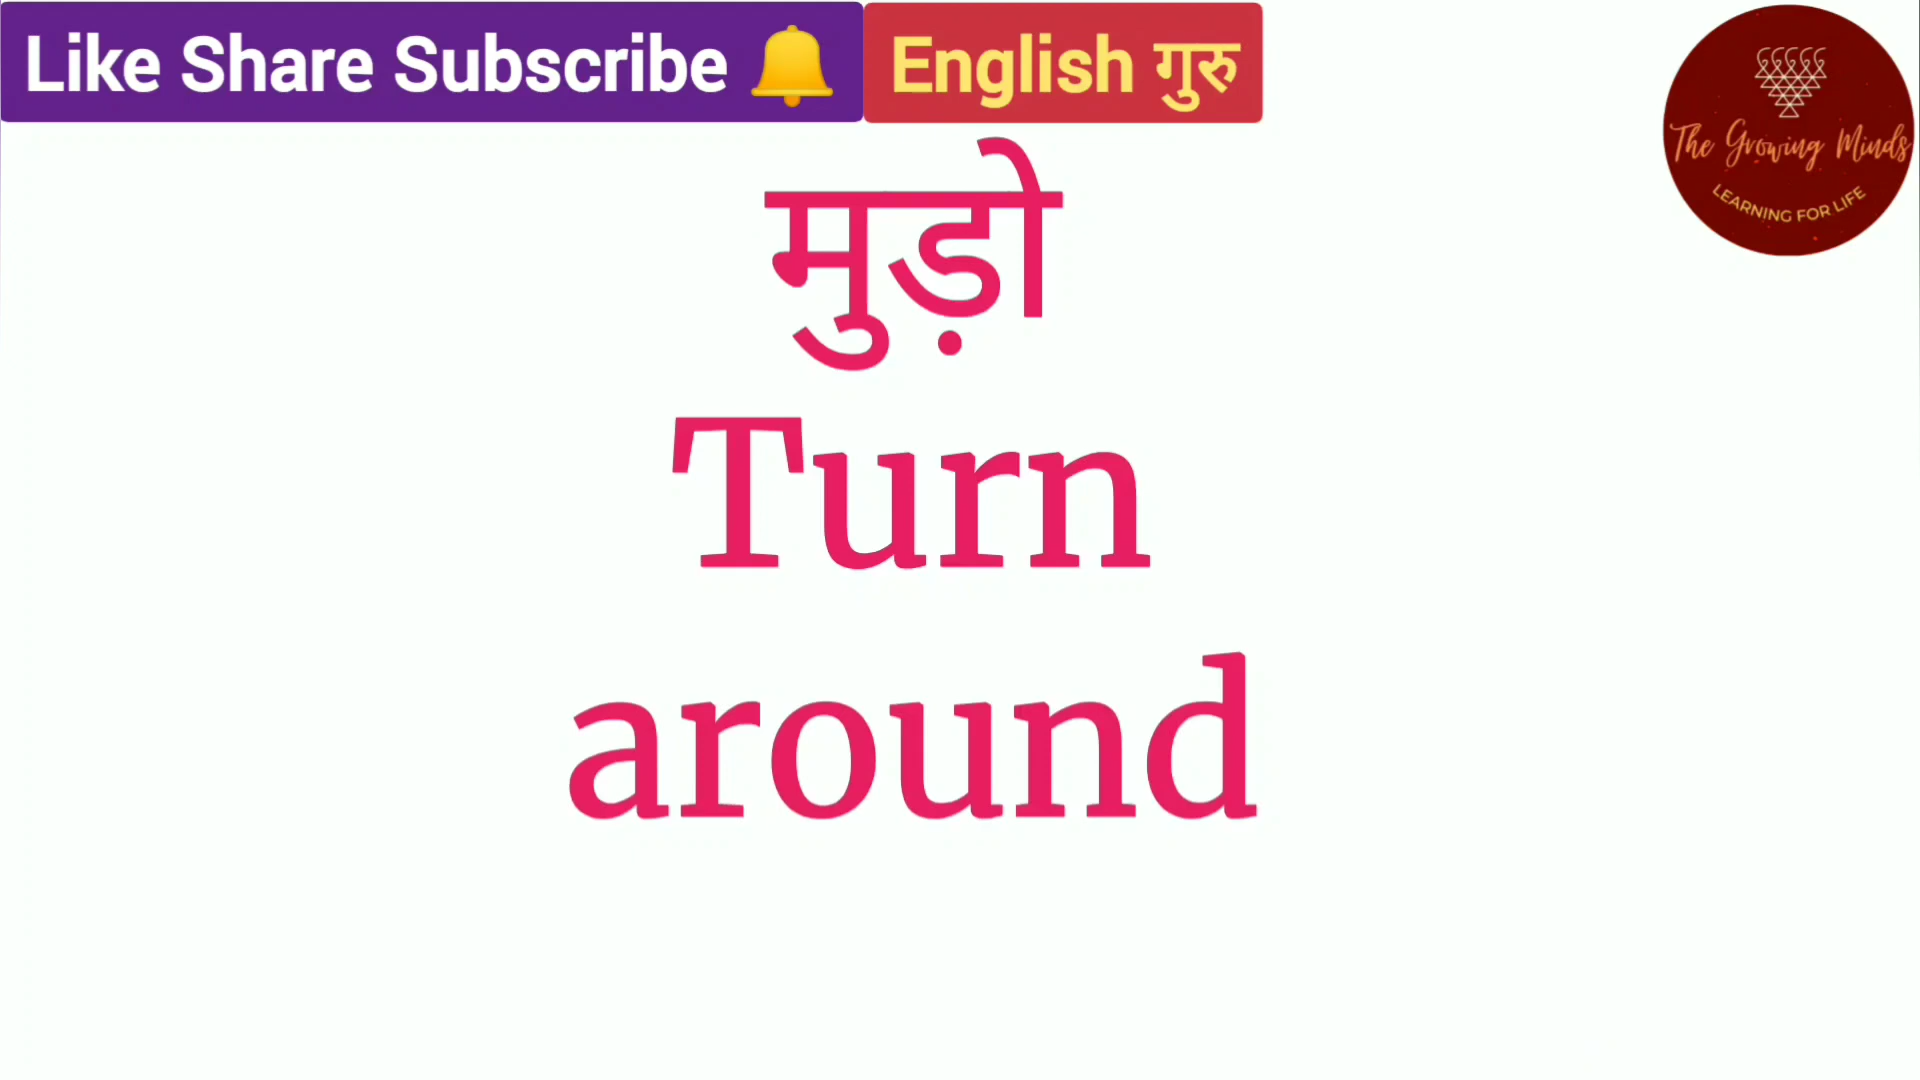 Like Share Subscribe 🔔 English गुरु
The Growing Minds
LEARNING FOR LIFE
मुड़ो
Turn
around